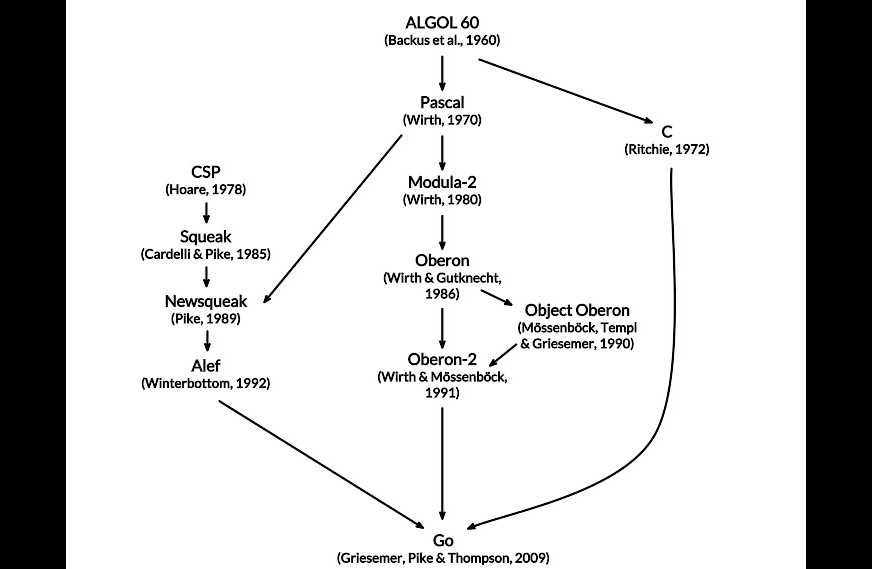 ALGOL 60
(Backus et al., 1960)
Pascal
(Wirth, 1970)
C
(Ritchie, 1972)
CSP
(Hoare, 1978)
Modula-2
(Wirth, 1980)
Squeak
(Cardelli & Pike, 1985)
Oberon
(Wirth & Gutknecht,
1986)
Newsqueak
(Pike, 1989)
Object Oberon
(Mössenböck, Templ
& Griesemer, 1990)
Oberon-2
(Wirth & Mössenböck,
1991)
Alef
(Winterbottom, 1992)
Go
(Griesemer, Pike & Thompson, 2009)